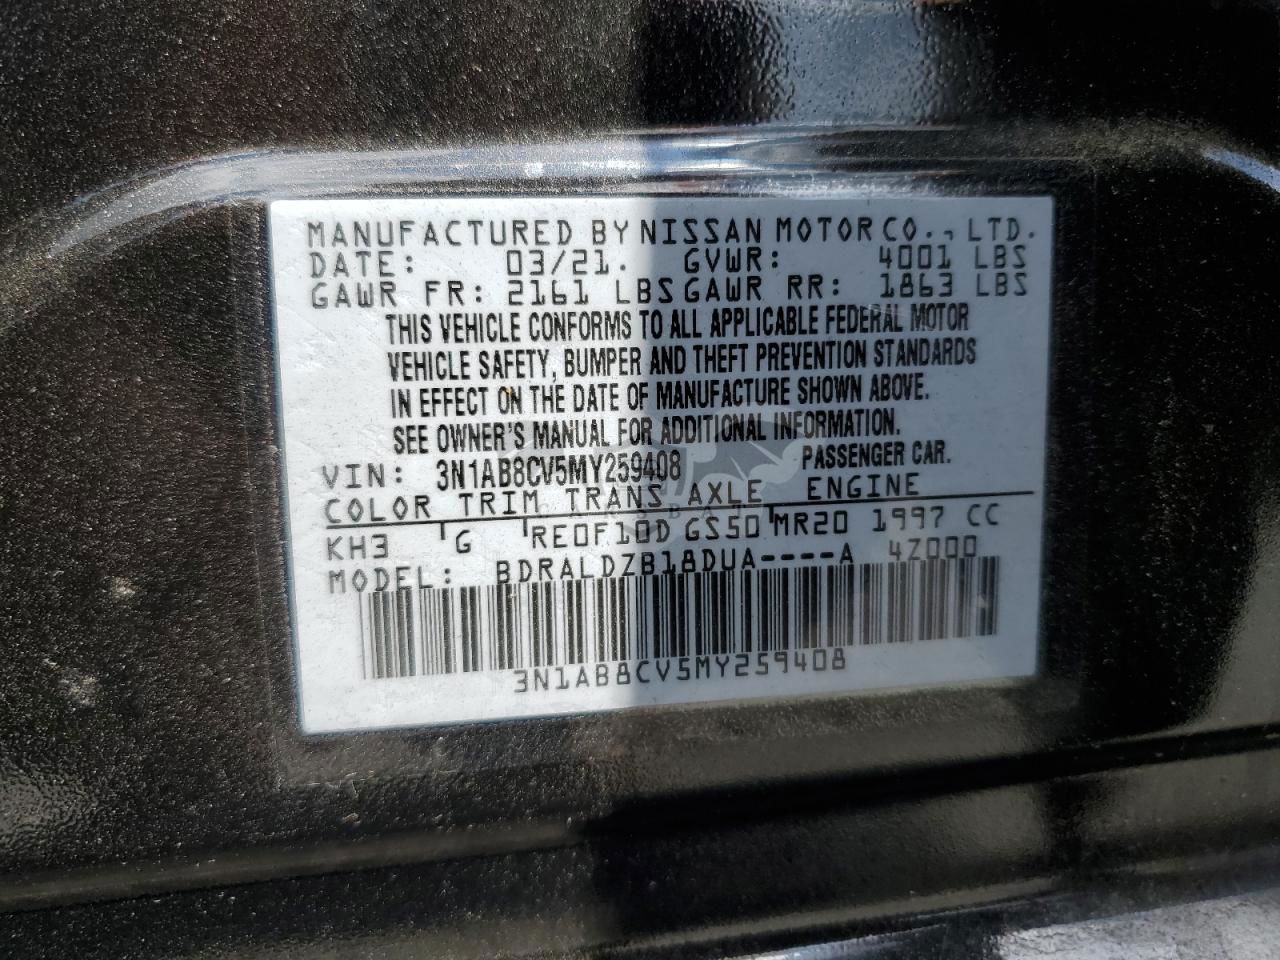 MANUFACTURED BY NISSAN MOTOR CO., LTD.
DATE: 03/21. GVWR: 4001 LBS
GAWR FR: 2161 LBS GAWR RR: 1863 LBS
THIS VEHICLE CONFORMS TO ALL APPLICABLE FEDERAL MOTOR
VEHICLE SAFETY, BUMPER AND THEFT PREVENTION STANDARDS
IN EFFECT ON THE DATE OF MANUFACTURE SHOWN ABOVE.
SEE OWNER'S MANUAL FOR ADDITIONAL INFORMATION.
VIN: 3N1AB8CV5MY259408 PASSENGER CAR.
COLOR TRIM TRANS AXLE ENGINE
KH3 G RE0F10D GS50 MR20 1997 CC
MODEL: BDRALDZB18DUA----A 4Z000
3N1AB8CV5MY259408